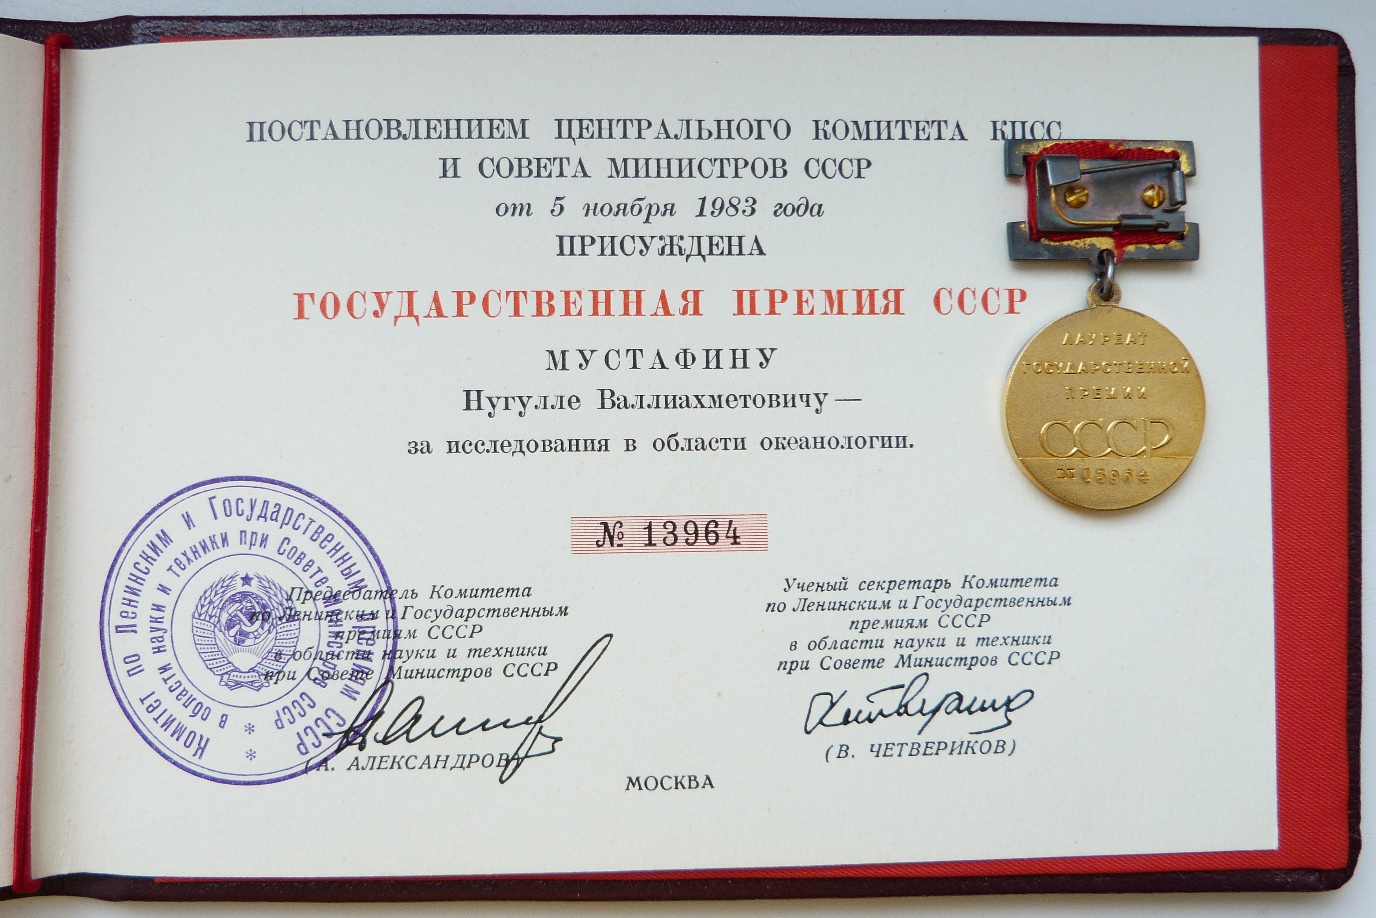 ПОСТАНОВЛЕНИЕМ ЦЕНТРАЛЬНОГО КОМИТЕТА КПСС
И СОВЕТА МИНИСТРОВ СССР
от 5 ноября 1983 года
ПРИСУЖДЕНА
ГОСУДАРСТВЕННАЯ ПРЕМИЯ СССР
МУСТАФИНУ
Нугулле Валлиахметовичу —
за исследования в области океанологии.
№ 13964
Председатель Комитета
по Ленинским и Государственным
премиям СССР
в области науки и техники
при Совете Министров СССР
(А. АЛЕКСАНДРОВ)
Ученый секретарь Комитета
по Ленинским и Государственным
премиям СССР
в области науки и техники
при Совете Министров СССР
(В. ЧЕТВЕРИКОВ)
МОСКВА
Комитет по Ленинским и Государственным премиям СССР
в области науки и техники при Совете Министров СССР
ЛАУРЕАТ
ГОСУДАРСТВЕННОЙ
ПРЕМИИ
СССР
№ 13964